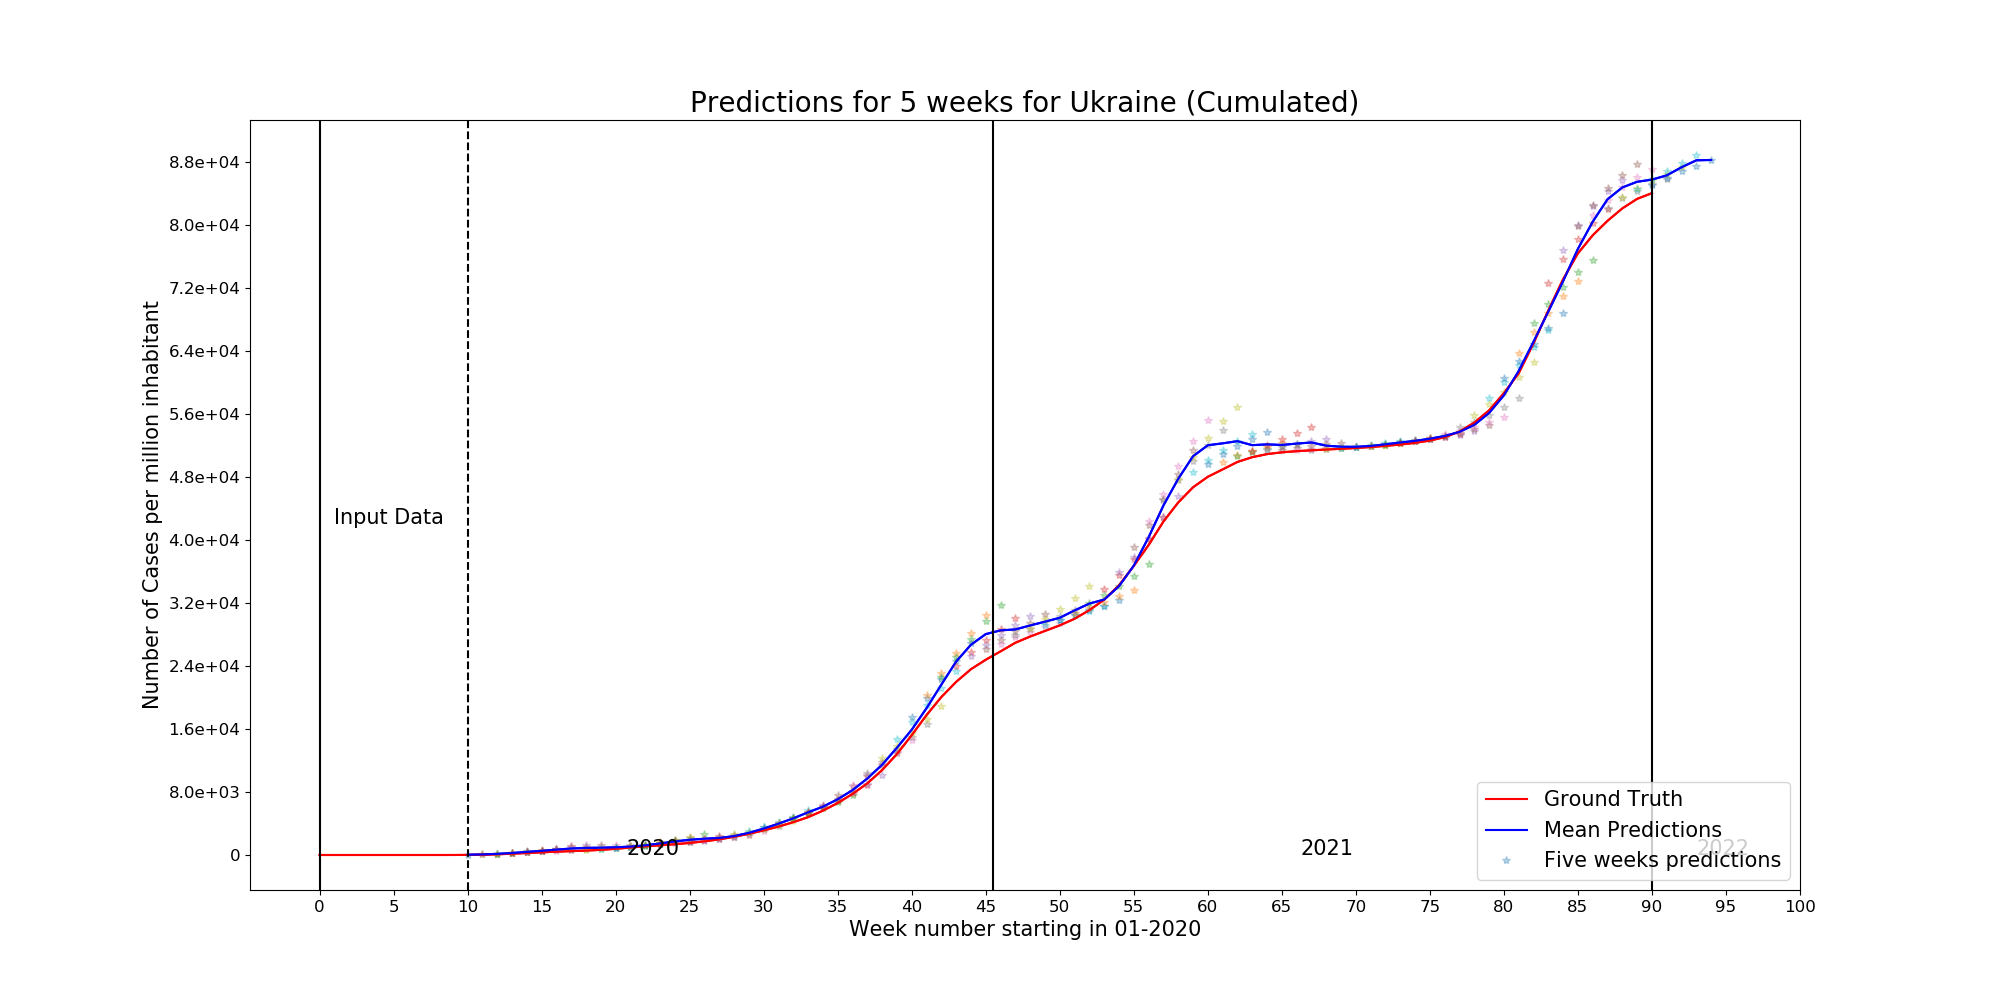 Predictions for 5 weeks for Ukraine (Cumulated)
8.8e+04
8.0e+04
7.2e+04
6.4e+04
5.6e+04
4.8e+04
4.0e+04
3.2e+04
2.4e+04
1.6e+04
8.0e+03
0
Number of Cases per million inhabitant
Input Data
2020
2021
2022
Ground Truth
Mean Predictions
Five weeks predictions
0 5 10 15 20 25 30 35 40 45 50 55 60 65 70 75 80 85 90 95 100
Week number starting in 01-2020